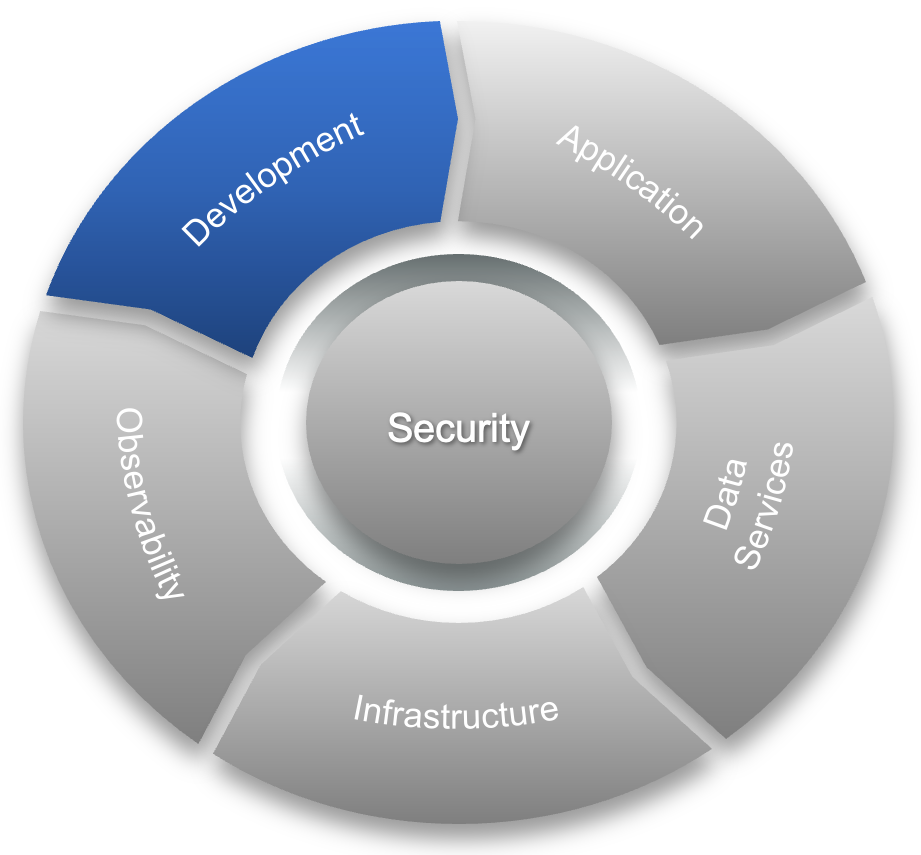 Development
Application
Security
Observability
Data
Services
Infrastructure